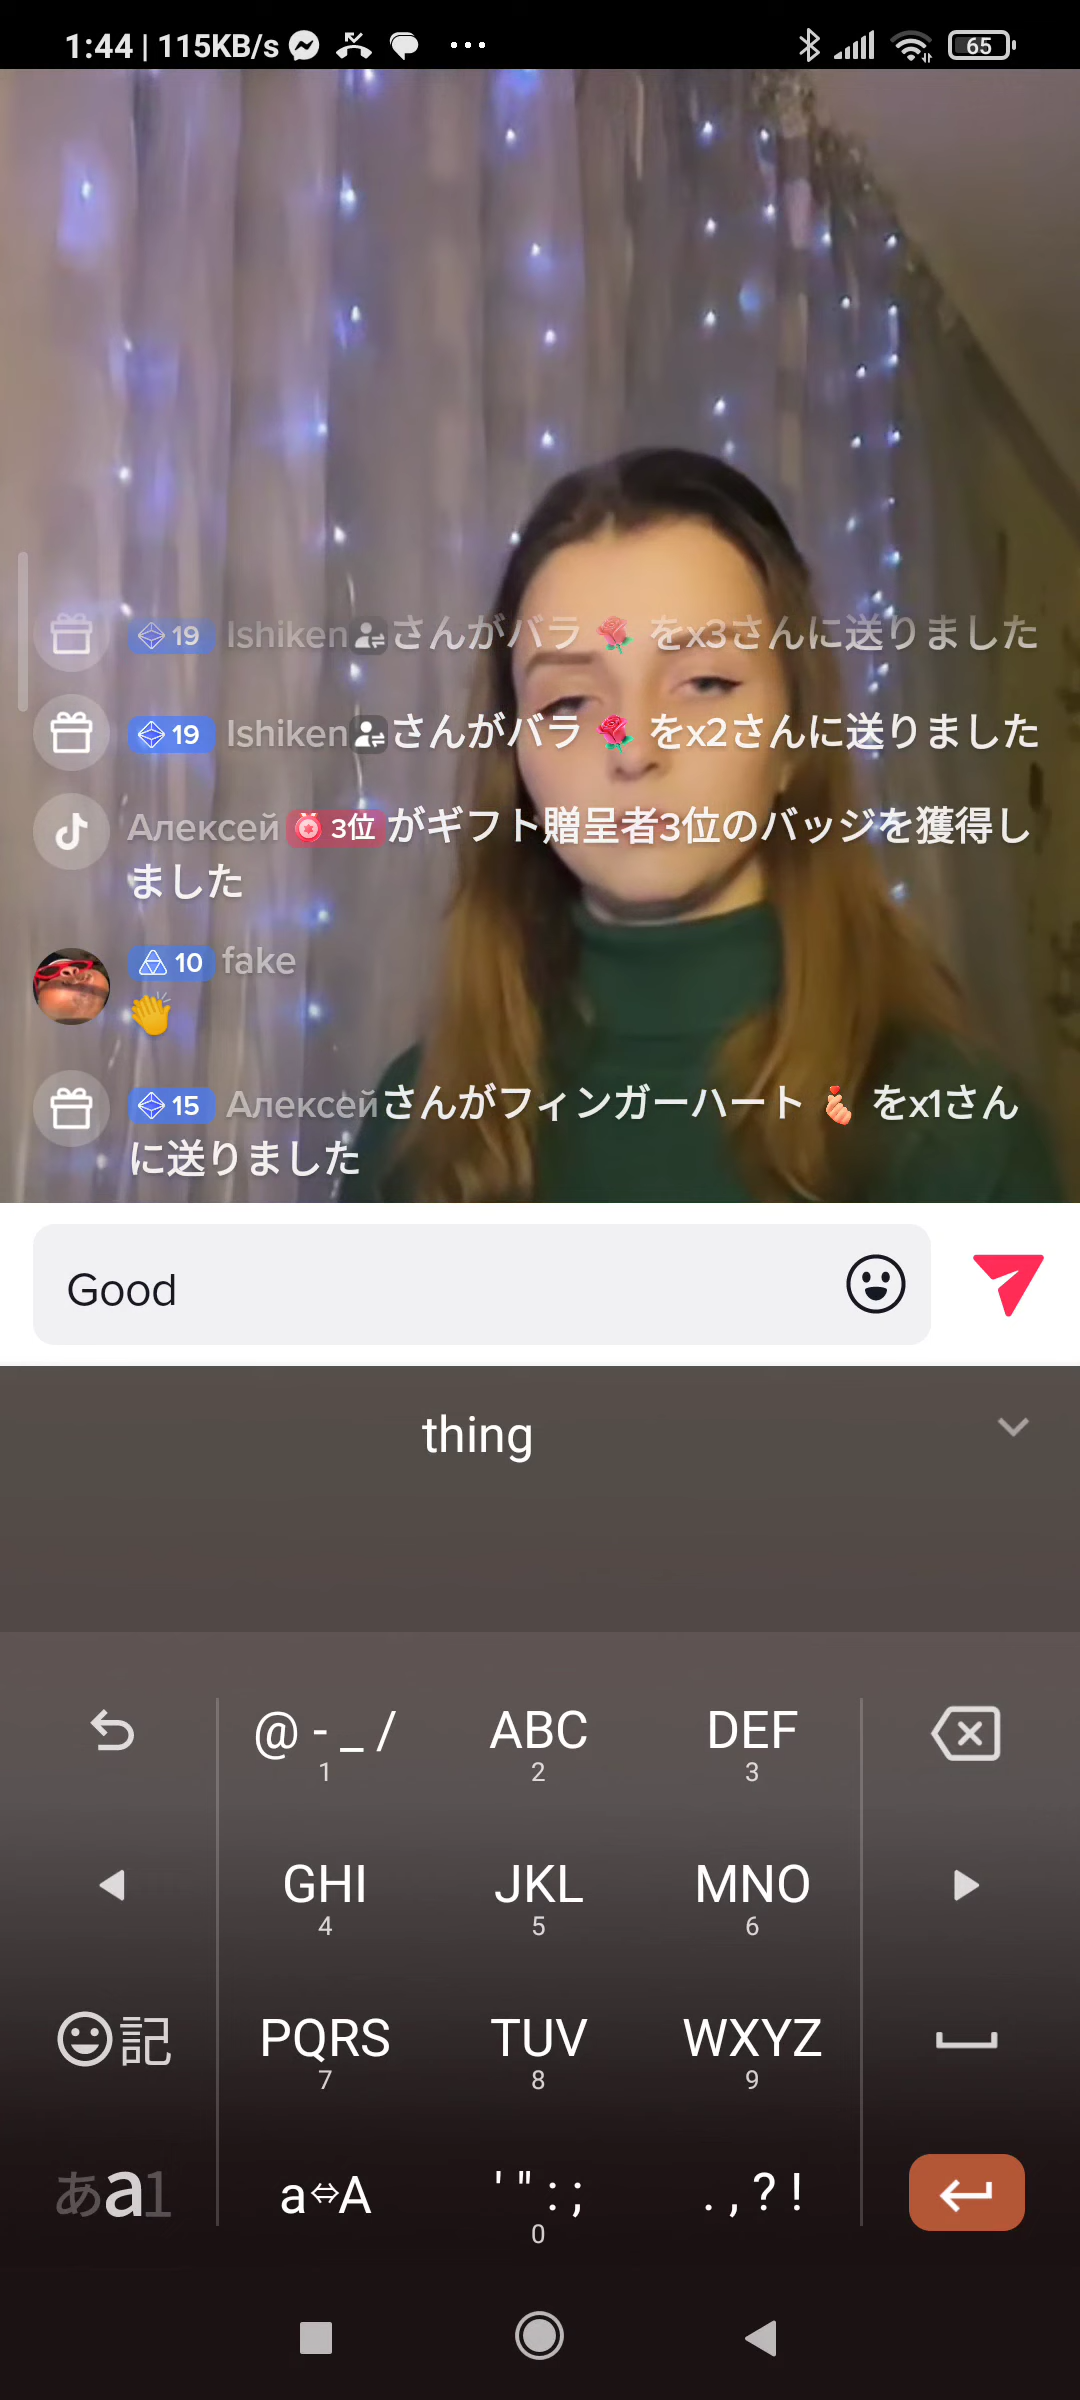 1:44 | 115KB/s 65
19 Ishikenさんがバラ 🌹 をx3さんに送りました
19 Ishikenさんがバラ 🌹 をx2さんに送りました
Алексей 3位 がギフト贈呈者3位のバッジを獲得し
ました
10 fake
👏
15 Алексейさんがフィンガーハート 🫰 をx1さん
に送りました
Good
thing
@ - _ / ABC DEF
1 2 3
GHI JKL MNO
4 5 6
記 PQRS TUV WXYZ
7 8 9
あa1 a⇔A ' " : ; . , ? !
0